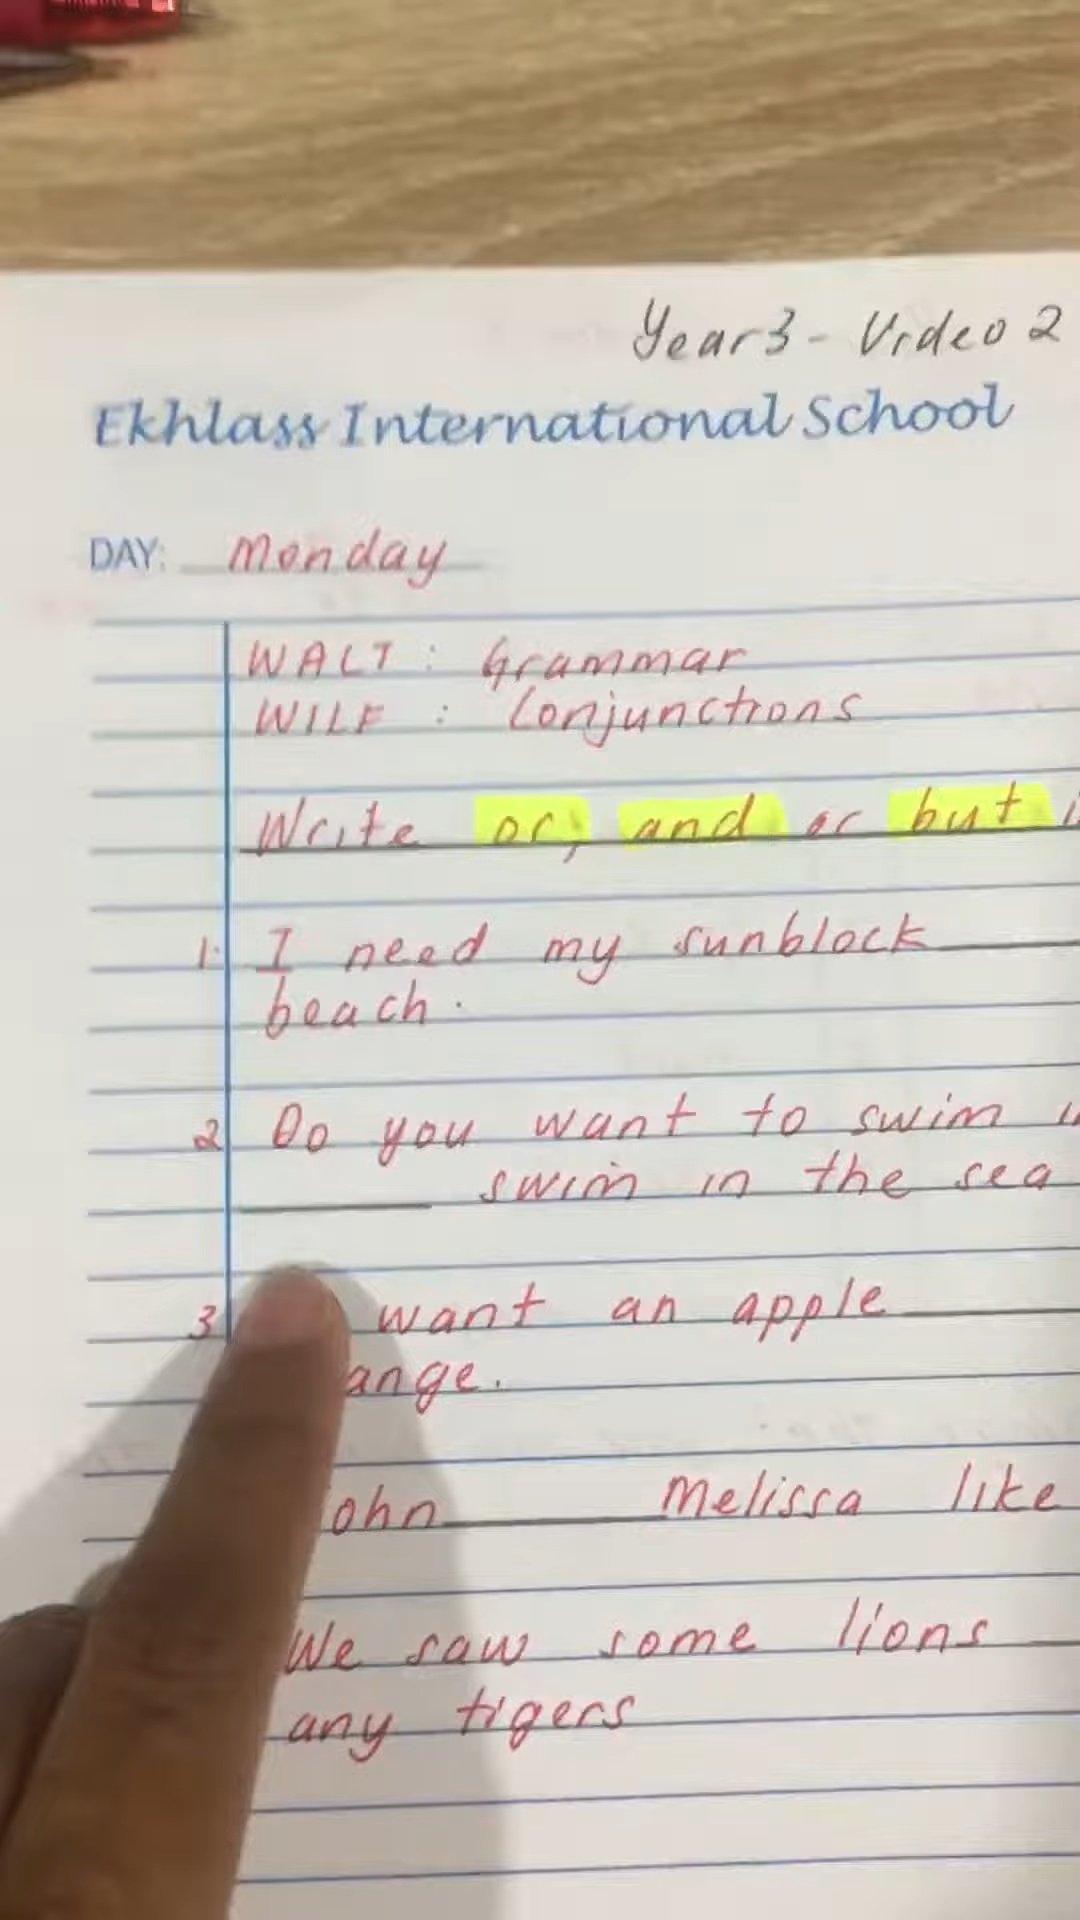 Year 3 - Video 2
Ekhlass International School
DAY: Monday
WALT : Grammar
WILF : Conjunctions
Write or, and or but
1. I need my sunblock
beach.
2 Do you want to swim
swim in the sea
3 want an apple
ange.
ohn Melissa like
We saw some lions
any tigers